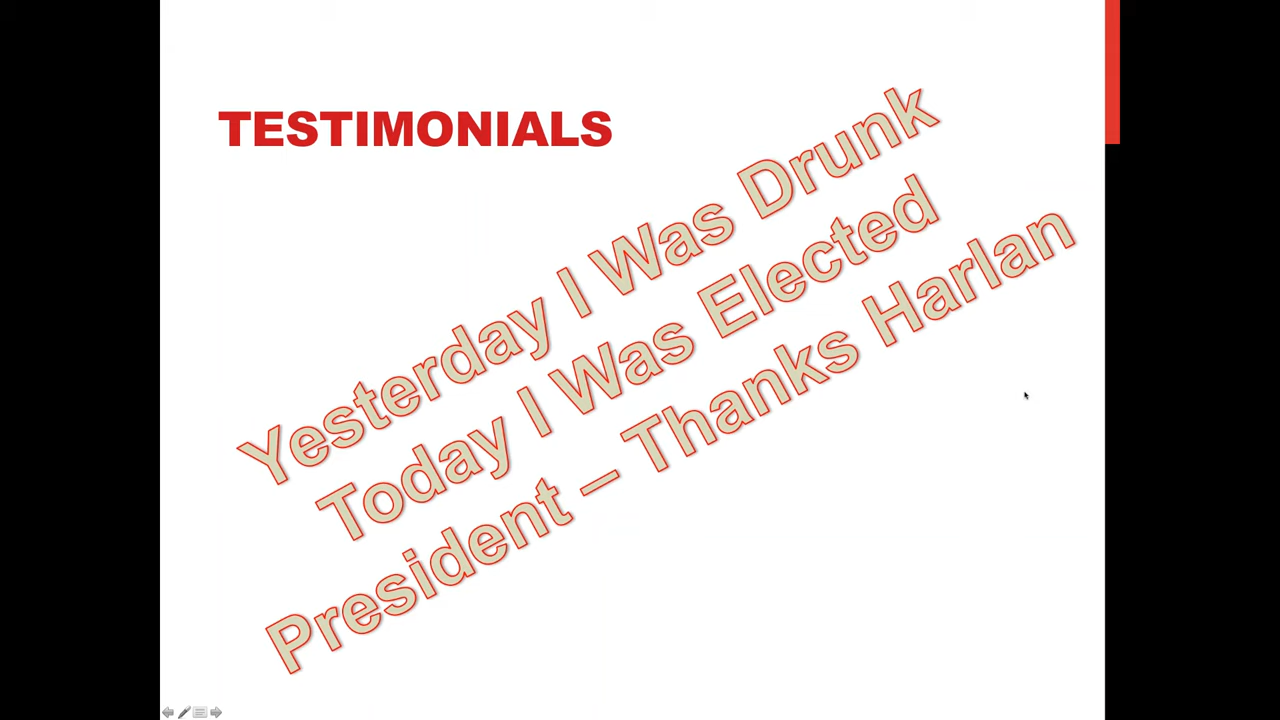 TESTIMONIALS
Yesterday I Was Drunk
Today I Was Elected
President – Thanks Harlan